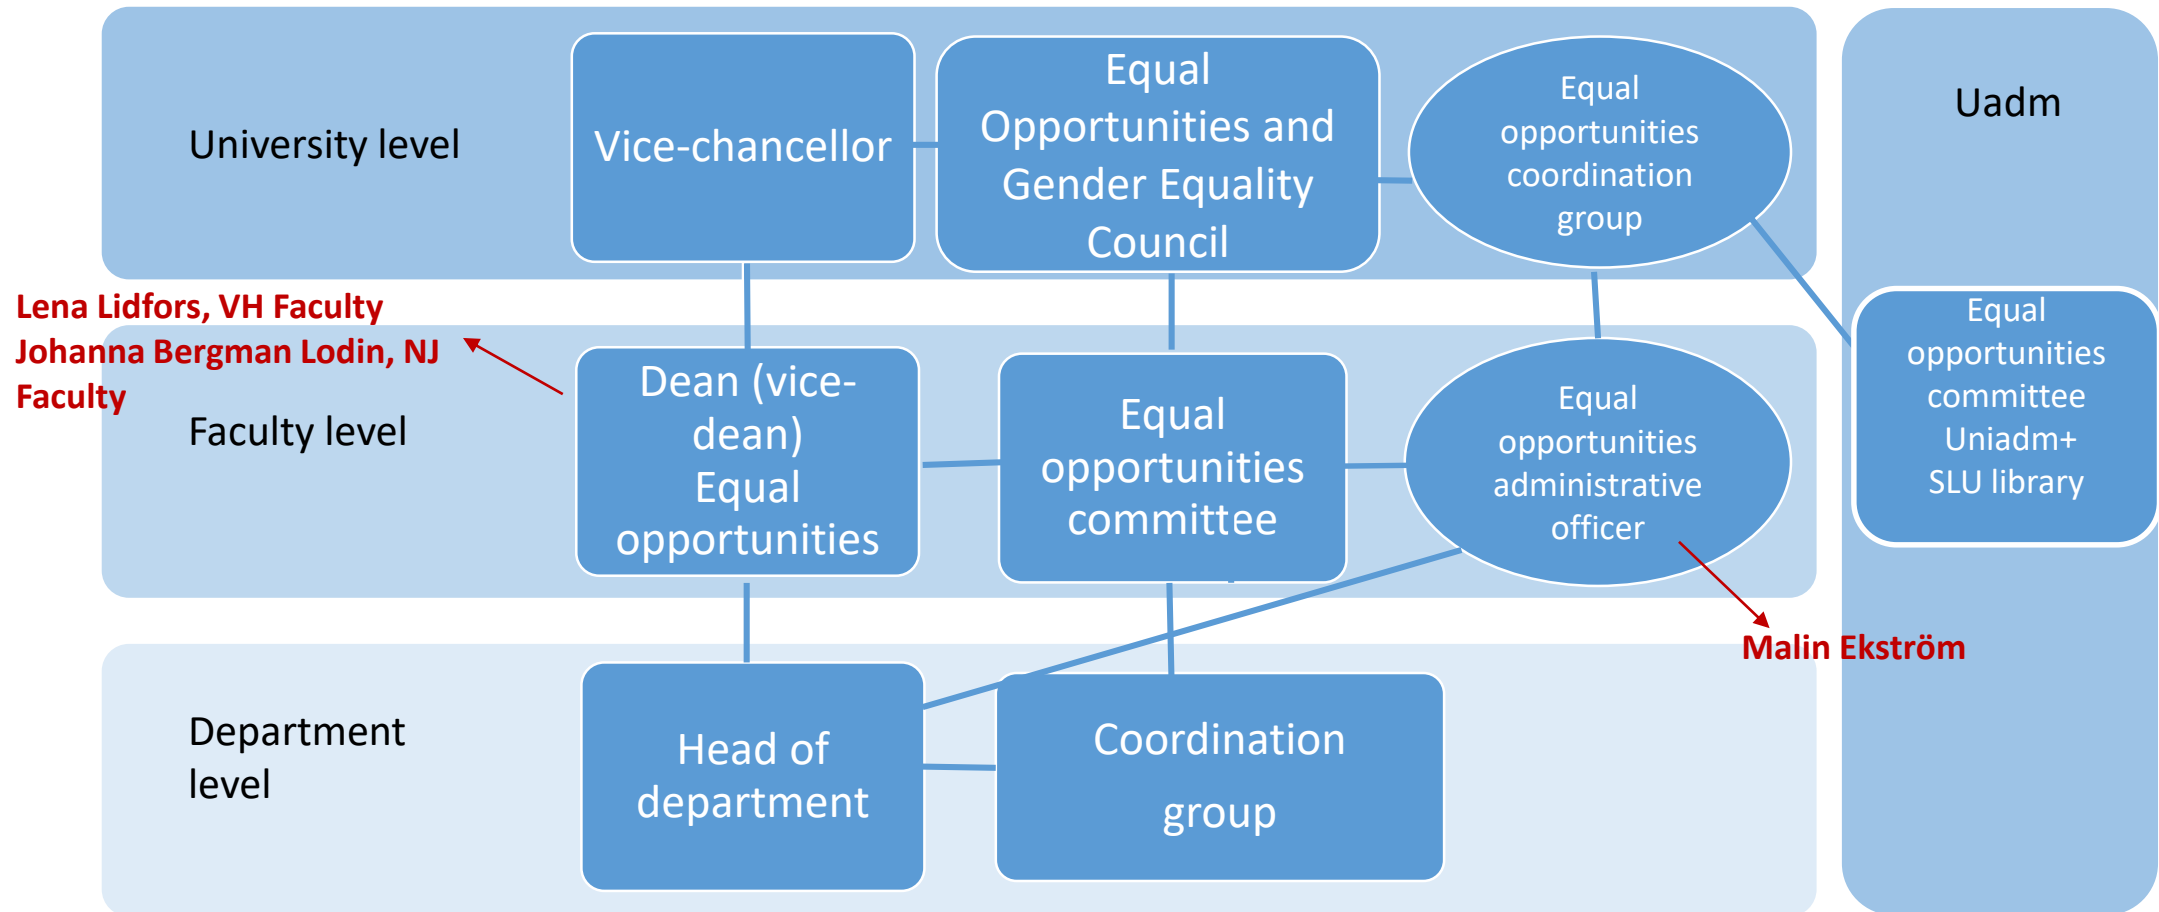 University level
Vice-chancellor
Equal
Opportunities and
Gender Equality
Council
Equal
opportunities
coordination
group
Uadm
Lena Lidfors, VH Faculty
Johanna Bergman Lodin, NJ
Faculty
Faculty level
Dean (vice-
dean)
Equal
opportunities
Equal
opportunities
committee
Equal
opportunities
administrative
officer
Equal
opportunities
committee
Uniadm+
SLU library
Malin Ekström
Department
level
Head of
department
Coordination
group